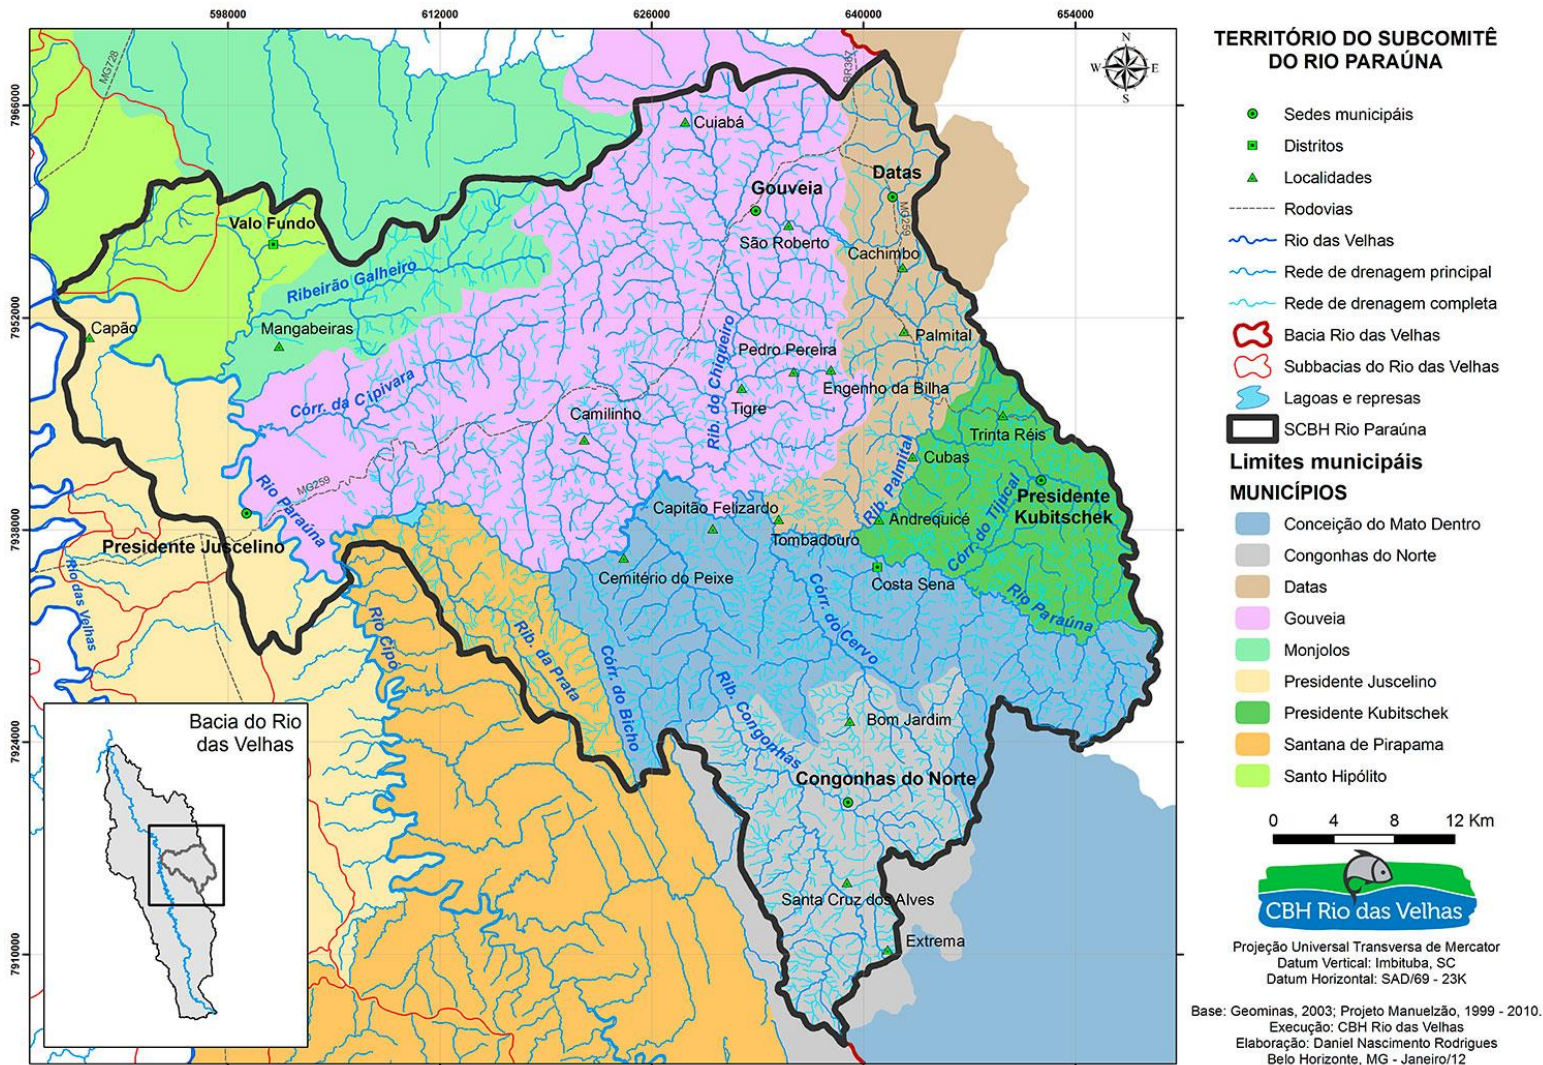 598000
612000
626000
640000
654000
7966000
7952000
7938000
7924000
7910000
MG728
BR367
Cuiabá
Gouveia
Datas
São Roberto
MG259
Cachimbo
Valo Fundo
Ribeirão Galheiro
Capão
Mangabeiras
Palmital
Pedro Pereira
Engenho da Bilha
Rib. do Chiqueiro
Tigre
Córr. da Cipivara
Camilinho
Trinta Réis
Cubas
Rib. Palmital
Presidente
Kubitschek
Córr. do Tijucal
Rio Paraúna
MG259
Capitão Felizardo
Andrequicé
Tombadouro
Presidente Juscelino
Rio das Velhas
Cemitério do Peixe
Costa Sena
Rio Paraúna
Rio Cipó
Rib. da Prata
Córr. do Bicho
Córr. do Cervo
Rib. Congonhas
Bom Jardim
Congonhas do Norte
Santa Cruz dos Alves
Extrema
Bacia do Rio
das Velhas
TERRITÓRIO DO SUBCOMITÊ
DO RIO PARAÚNA
N
W
E
S
Sedes municipáis
Distritos
Localidades
Rodovias
Rio das Velhas
Rede de drenagem principal
Rede de drenagem completa
Bacia Rio das Velhas
Subbacias do Rio das Velhas
Lagoas e represas
SCBH Rio Paraúna
Limites municipáis
MUNICÍPIOS
Conceição do Mato Dentro
Congonhas do Norte
Datas
Gouveia
Monjolos
Presidente Juscelino
Presidente Kubitschek
Santana de Pirapama
Santo Hipólito
0 4 8 12 Km
CBH Rio das Velhas
Projeção Universal Transversa de Mercator
Datum Vertical: Imbituba, SC
Datum Horizontal: SAD/69 - 23K
Base: Geominas, 2003; Projeto Manuelzão, 1999 - 2010.
Execução: CBH Rio das Velhas
Elaboração: Daniel Nascimento Rodrigues
Belo Horizonte, MG - Janeiro/12